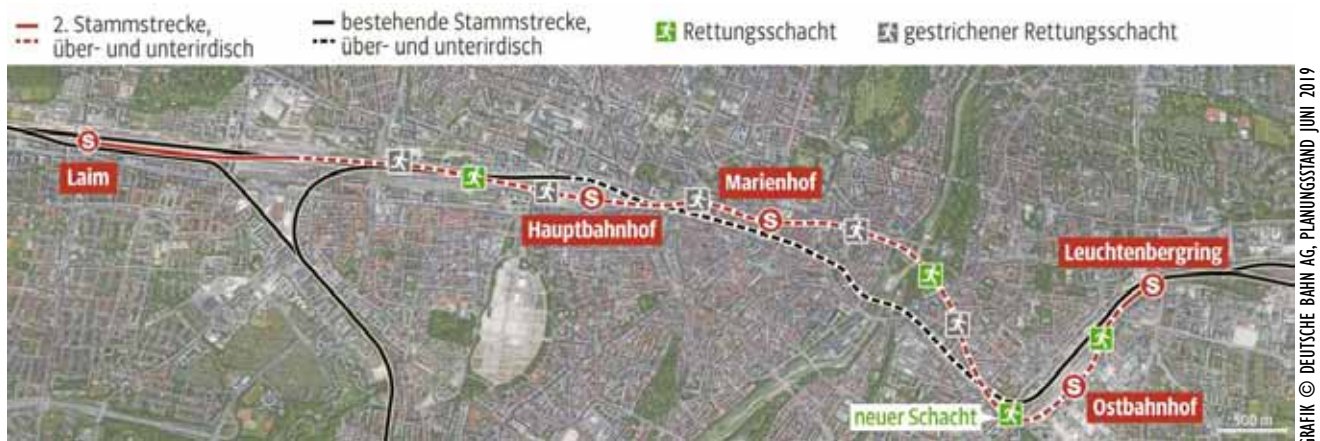 2. Stammstrecke,
über- und unterirdisch
bestehende Stammstrecke,
über- und unterirdisch
Rettungsschacht
gestrichener Rettungsschacht
S
Laim
S
Hauptbahnhof
Marienhof
S
Leuchtenbergring
S
S
Ostbahnhof
neuer Schacht
500 m
GRAFIK © DEUTSCHE BAHN AG, PLANUNGSSTAND JUNI 2019